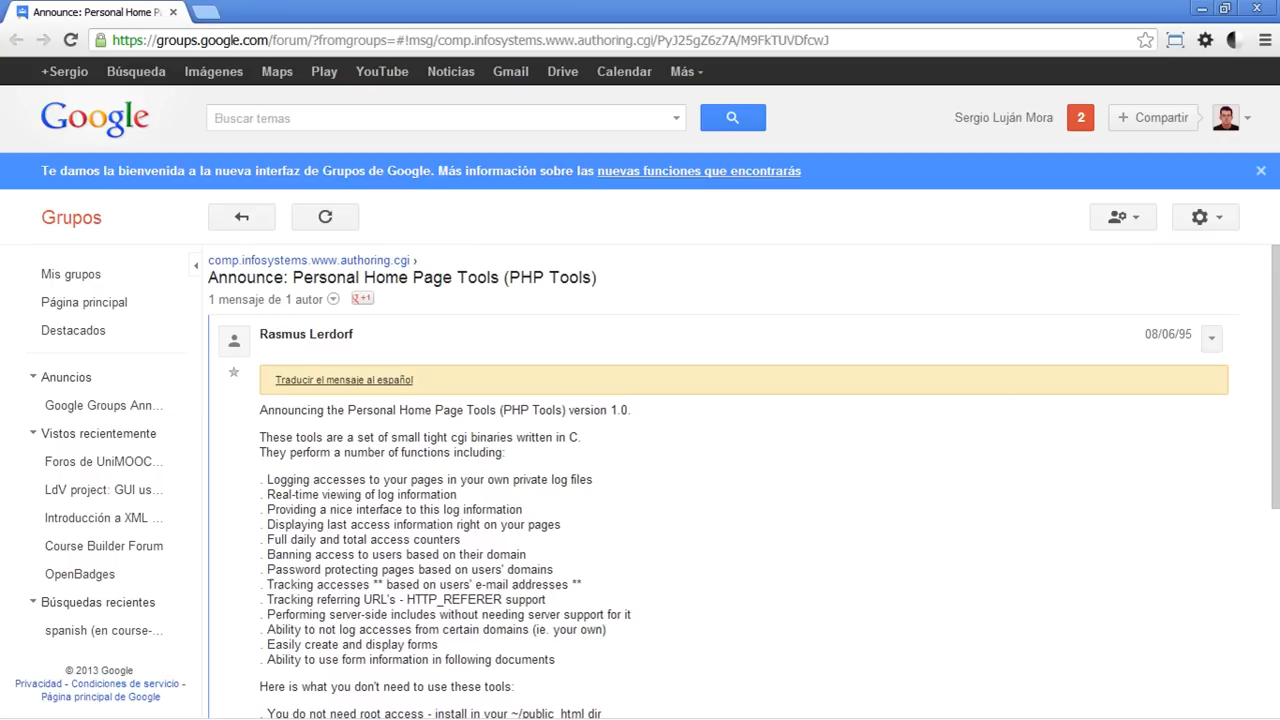 Announce: Personal Home P
https://groups.google.com/forum/?fromgroups=#!msg/comp.infosystems.www.authoring.cgi/PyJ25gZ6z7A/M9FkTUVDfcwJ
+Sergio Búsqueda Imágenes Maps Play YouTube Noticias Gmail Drive Calendar Más
Google
Buscar temas
Sergio Luján Mora
2
+ Compartir
Te damos la bienvenida a la nueva interfaz de Grupos de Google. Más información sobre las nuevas funciones que encontrarás
Grupos
Mis grupos
Página principal
Destacados
Anuncios
Google Groups Ann...
Vistos recientemente
Foros de UniMOOC...
LdV project: GUI us...
Introducción a XML ...
Course Builder Forum
OpenBadges
Búsquedas recientes
spanish (en course-...
© 2013 Google
Privacidad - Condiciones de servicio -
Página principal de Google
comp.infosystems.www.authoring.cgi ›
Announce: Personal Home Page Tools (PHP Tools)
1 mensaje de 1 autor
+1
Rasmus Lerdorf
08/06/95
Traducir el mensaje al español
Announcing the Personal Home Page Tools (PHP Tools) version 1.0.
These tools are a set of small tight cgi binaries written in C.
They perform a number of functions including:
. Logging accesses to your pages in your own private log files
. Real-time viewing of log information
. Providing a nice interface to this log information
. Displaying last access information right on your pages
. Full daily and total access counters
. Banning access to users based on their domain
. Password protecting pages based on users' domains
. Tracking accesses ** based on users' e-mail addresses **
. Tracking referring URL's - HTTP_REFERER support
. Performing server-side includes without needing server support for it
. Ability to not log accesses from certain domains (ie. your own)
. Easily create and display forms
. Ability to use form information in following documents
Here is what you don't need to use these tools:
. You do not need root access - install in your ~/public_html dir